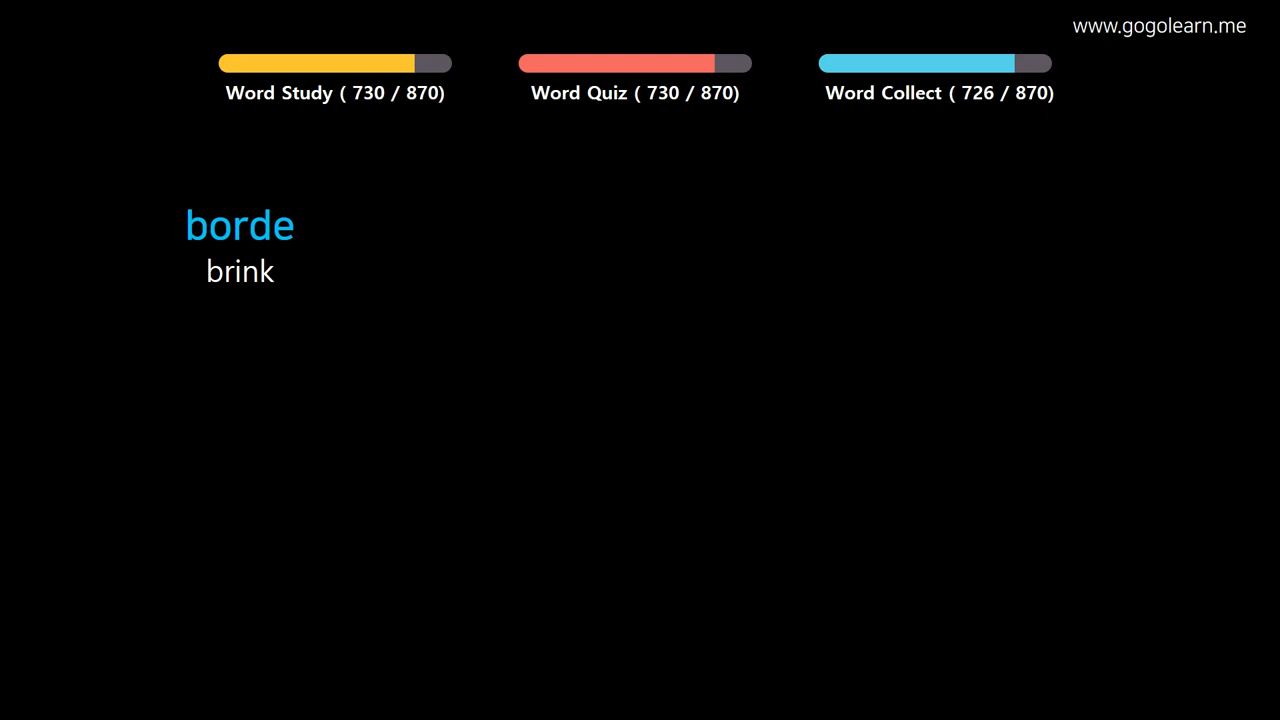 www.gogolearn.me
Word Study ( 730 / 870)
Word Quiz ( 730 / 870)
Word Collect ( 726 / 870)
borde
brink